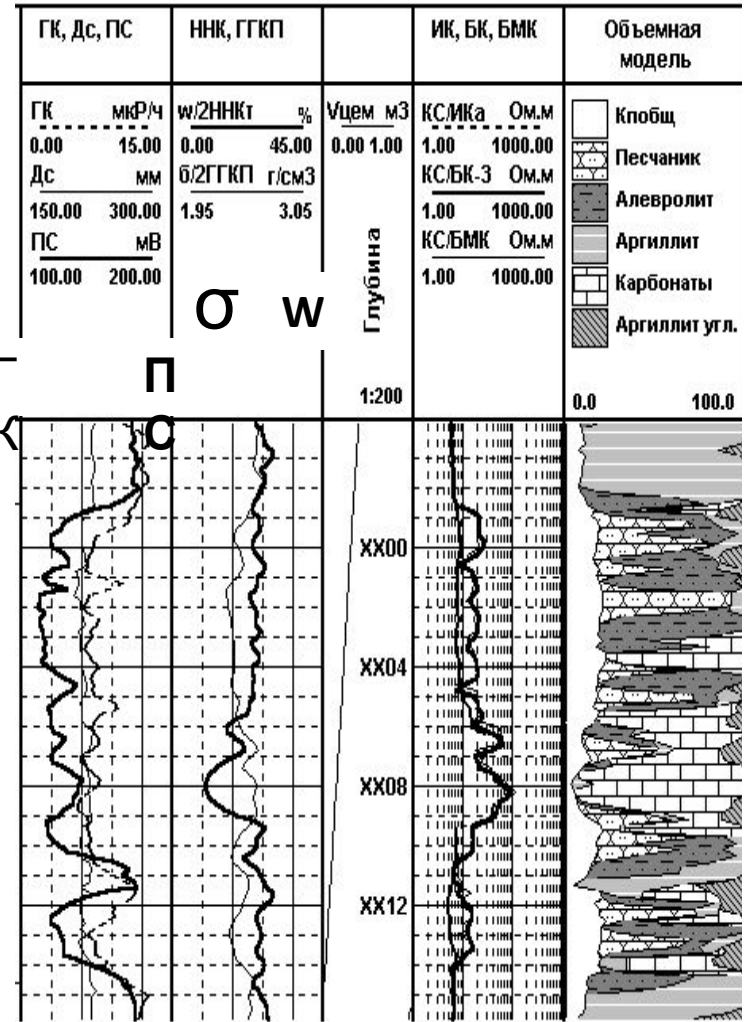 ГК, Дс, ПС
ННК, ГГКП
ИК, БК, БМК
Объемная
модель
ГК мкР/ч
0.00 15.00
Дс мм
150.00 300.00
ПС мВ
100.00 200.00
w/2ННКт %
0.00 45.00
б/2ГГКП г/см3
1.95 3.05
σ w
Vцем м3
0.00 1.00
Глубина
1:200
КС/ИКа Ом.м
1.00 1000.00
КС/БК-3 Ом.м
1.00 1000.00
КС/БМК Ом.м
1.00 1000.00
Кпобщ
Песчаник
Алевролит
Аргиллит
Карбонаты
Аргиллит угл.
0.0 100.0
П
С
XX00
XX04
XX08
XX12